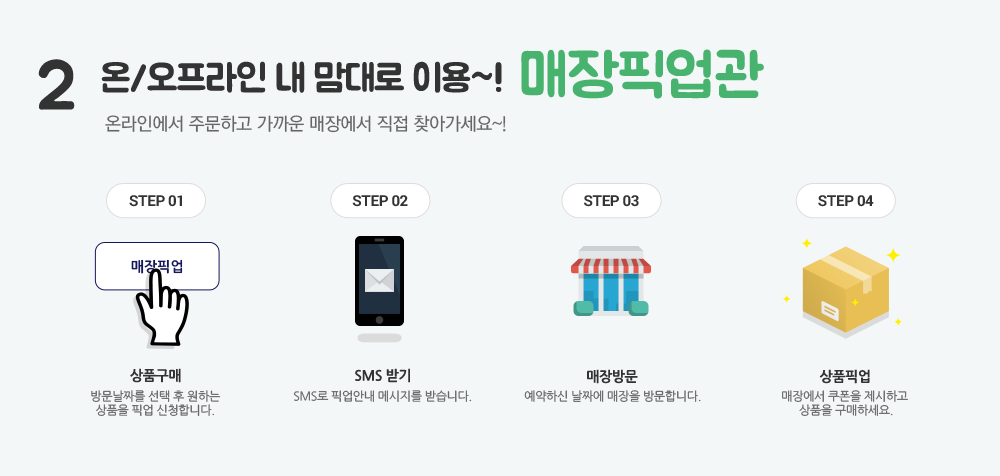 2 온/오프라인 내 맘대로 이용~! 매장픽업관
온라인에서 주문하고 가까운 매장에서 직접 찾아가세요~!
STEP 01
STEP 02
STEP 03
STEP 04
매장픽업
상품구매
방문날짜를 선택 후 원하는
상품을 픽업 신청합니다.
SMS 받기
SMS로 픽업안내 메시지를 받습니다.
매장방문
예약하신 날짜에 매장을 방문합니다.
상품픽업
매장에서 쿠폰을 제시하고
상품을 구매하세요.